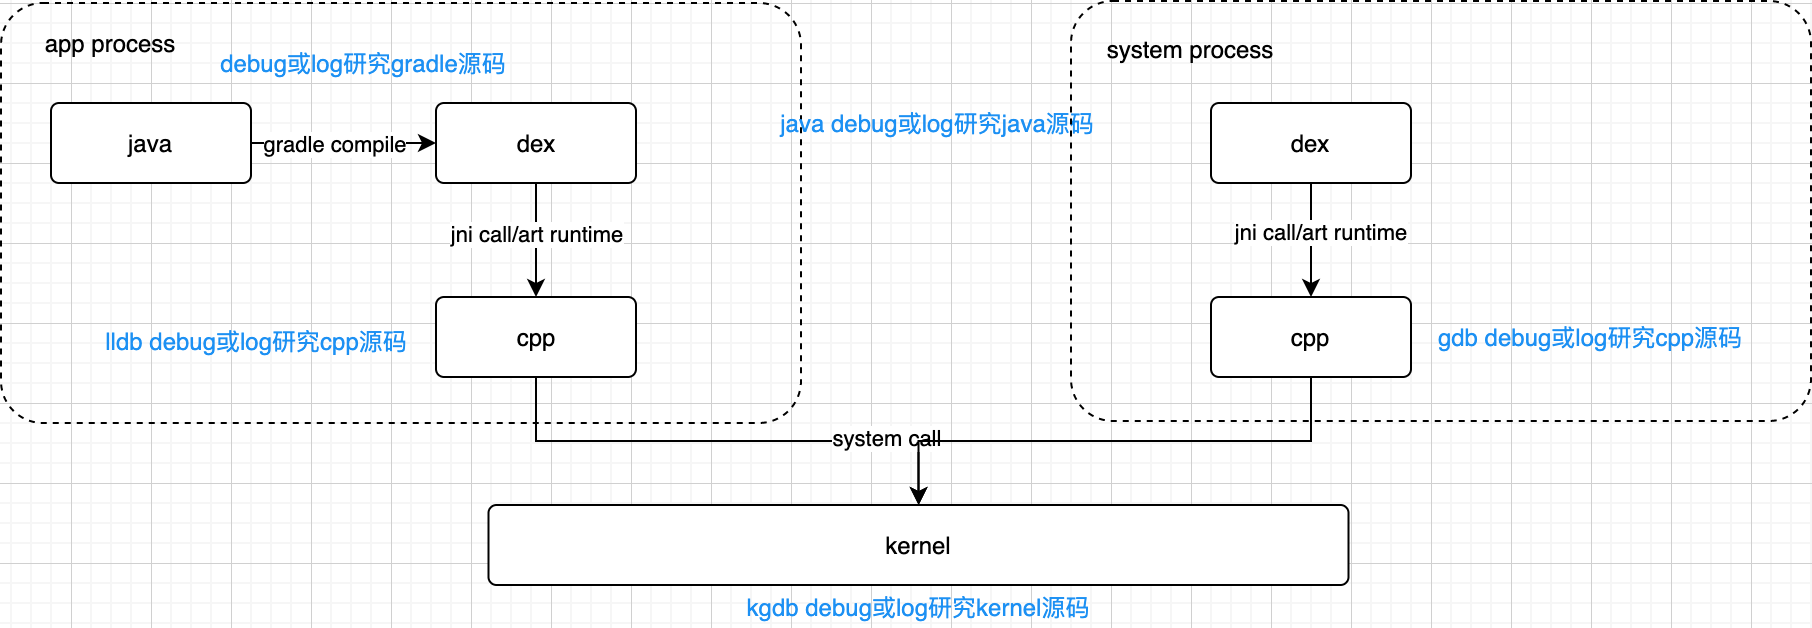 app process
system process
debug或log研究gradle源码
java debug或log研究java源码
java
gradle compile
dex
dex
jni call/art runtime
jni call/art runtime
lldb debug或log研究cpp源码
cpp
cpp
gdb debug或log研究cpp源码
system call
kernel
kgdb debug或log研究kernel源码